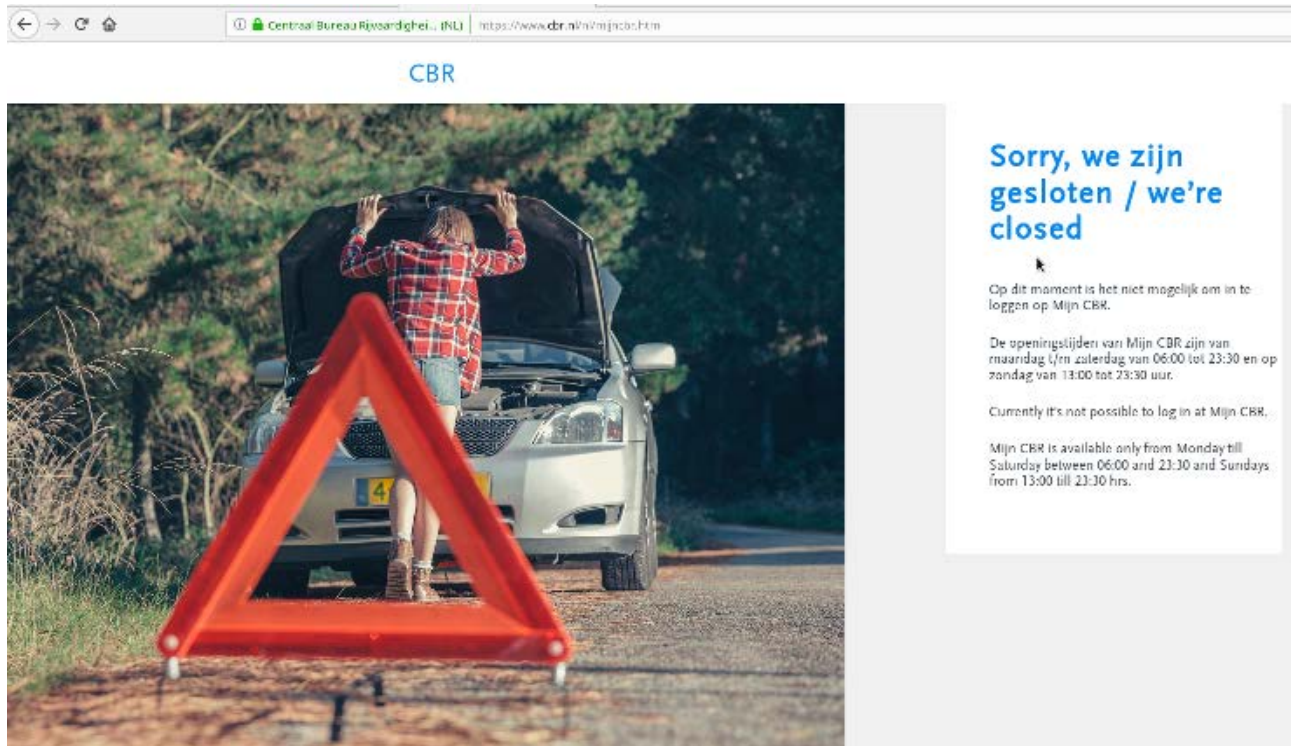 Centraal Bureau Rijvaardighei... (NL) https://www.cbr.nl/nl/mijncbr.htm
CBR
Sorry, we zijn
gesloten / we're
closed
Op dit moment is het niet mogelijk om in te
loggen op Mijn CBR.
De openingstijden van Mijn CBR zijn van
maandag t/m zaterdag van 06:00 tot 23:30 en op
zondag van 13:00 tot 23:30 uur.
Currently it's not possible to log in at Mijn CBR.
Mijn CBR is available only from Monday till
Saturday between 06:00 and 23:30 and Sundays
from 13:00 till 23:30 hrs.
4